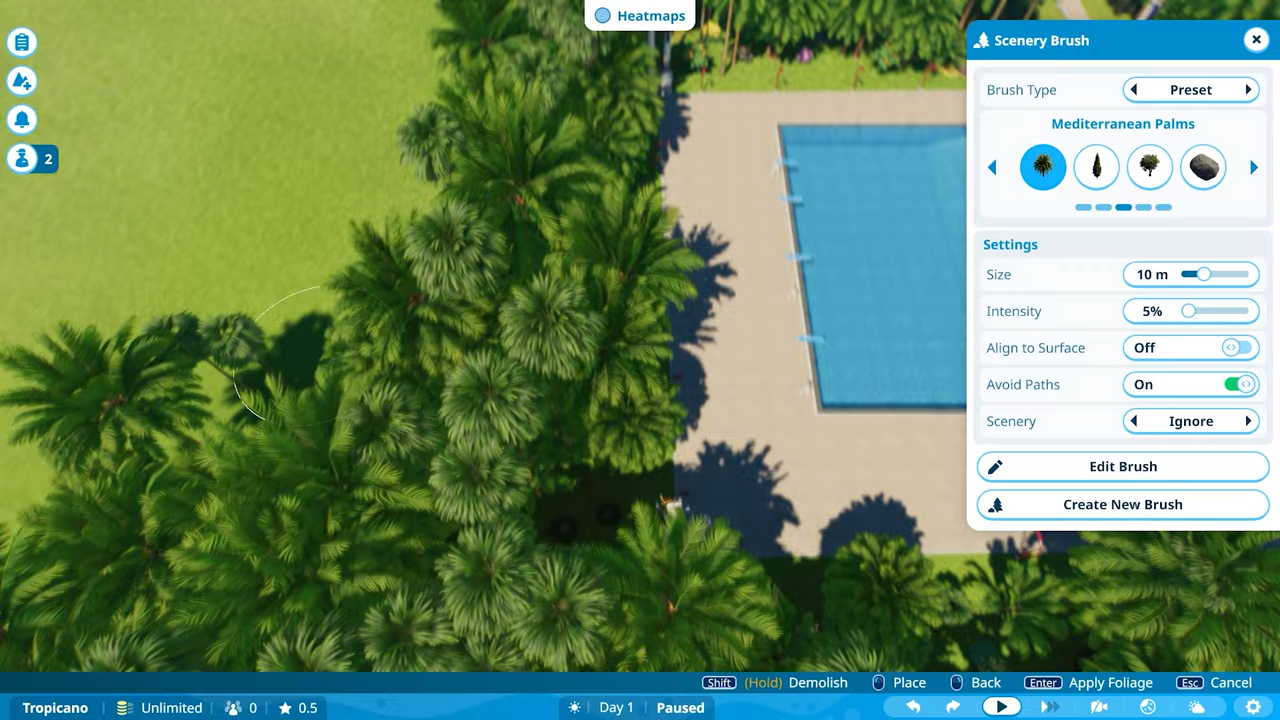 Heatmaps
Scenery Brush
Brush Type
Preset
Mediterranean Palms
Settings
Size
10 m
Intensity
5%
Align to Surface
Off
Avoid Paths
On
Scenery
Ignore
Edit Brush
Create New Brush
2
Shift (Hold) Demolish Place Back Enter Apply Foliage Esc Cancel
Tropicano Unlimited 0 0.5 Day 1 Paused